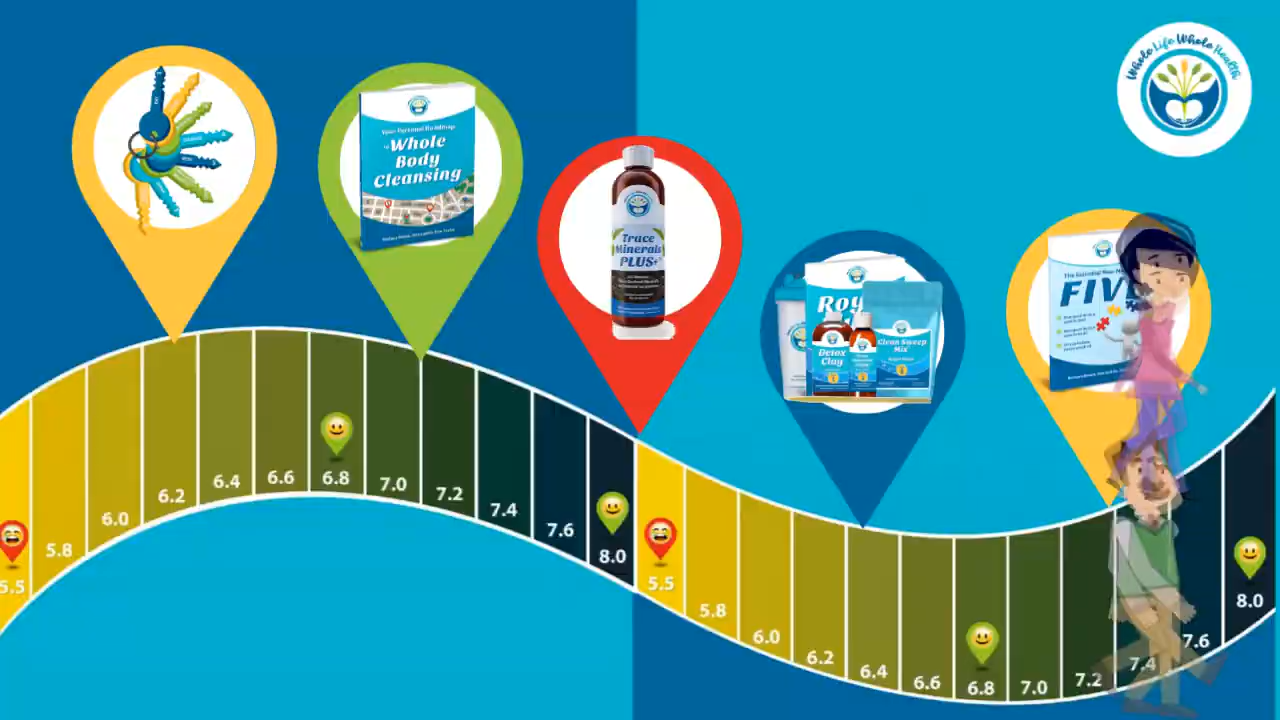 Whole Life Whole Health
Your Personal Roadmap
to Whole
Body
Cleansing
Trace
Minerals
PLUS+
Roy
Detox
Clay
Clean Sweep
Mix
FIV
5.5
5.8
6.0
6.2
6.4
6.6
6.8
7.0
7.2
7.4
7.6
8.0
5.5
5.8
6.0
6.2
6.4
6.6
6.8
7.0
7.2
7.4
7.6
8.0